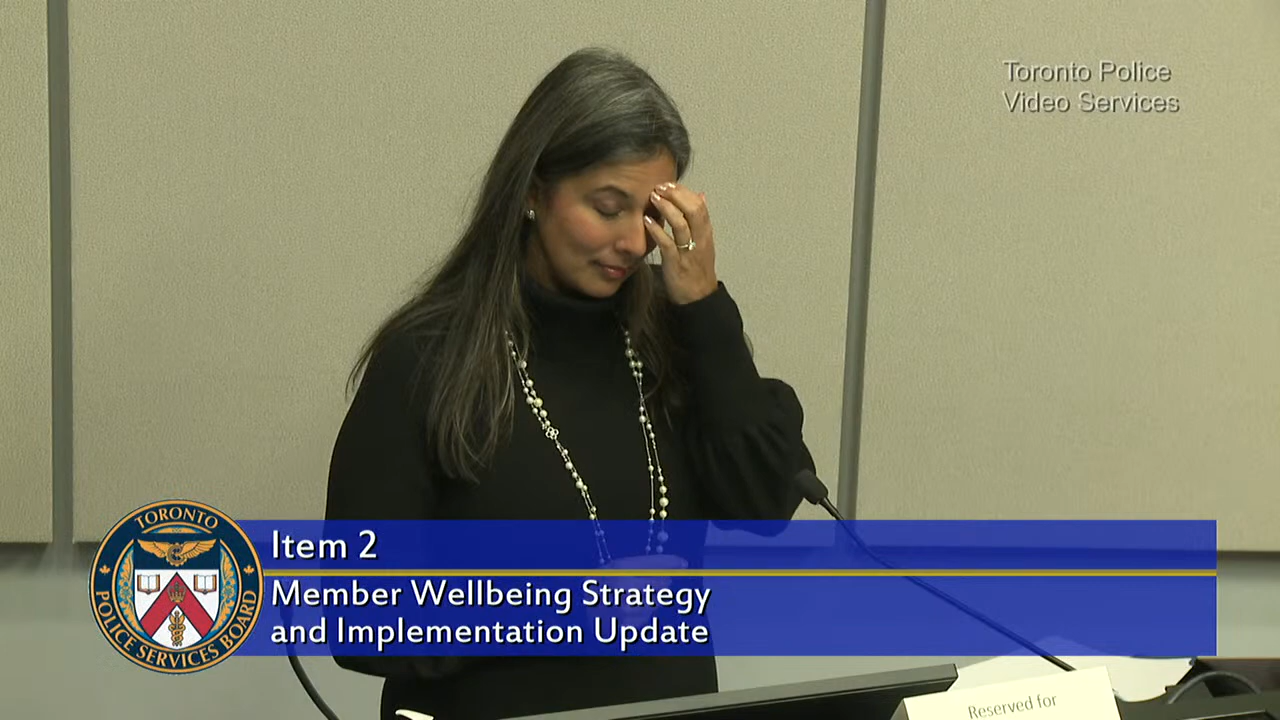 Toronto Police
Video Services
Item 2
Member Wellbeing Strategy
and Implementation Update
TORONTO
POLICE SERVICES BOARD
Reserved for